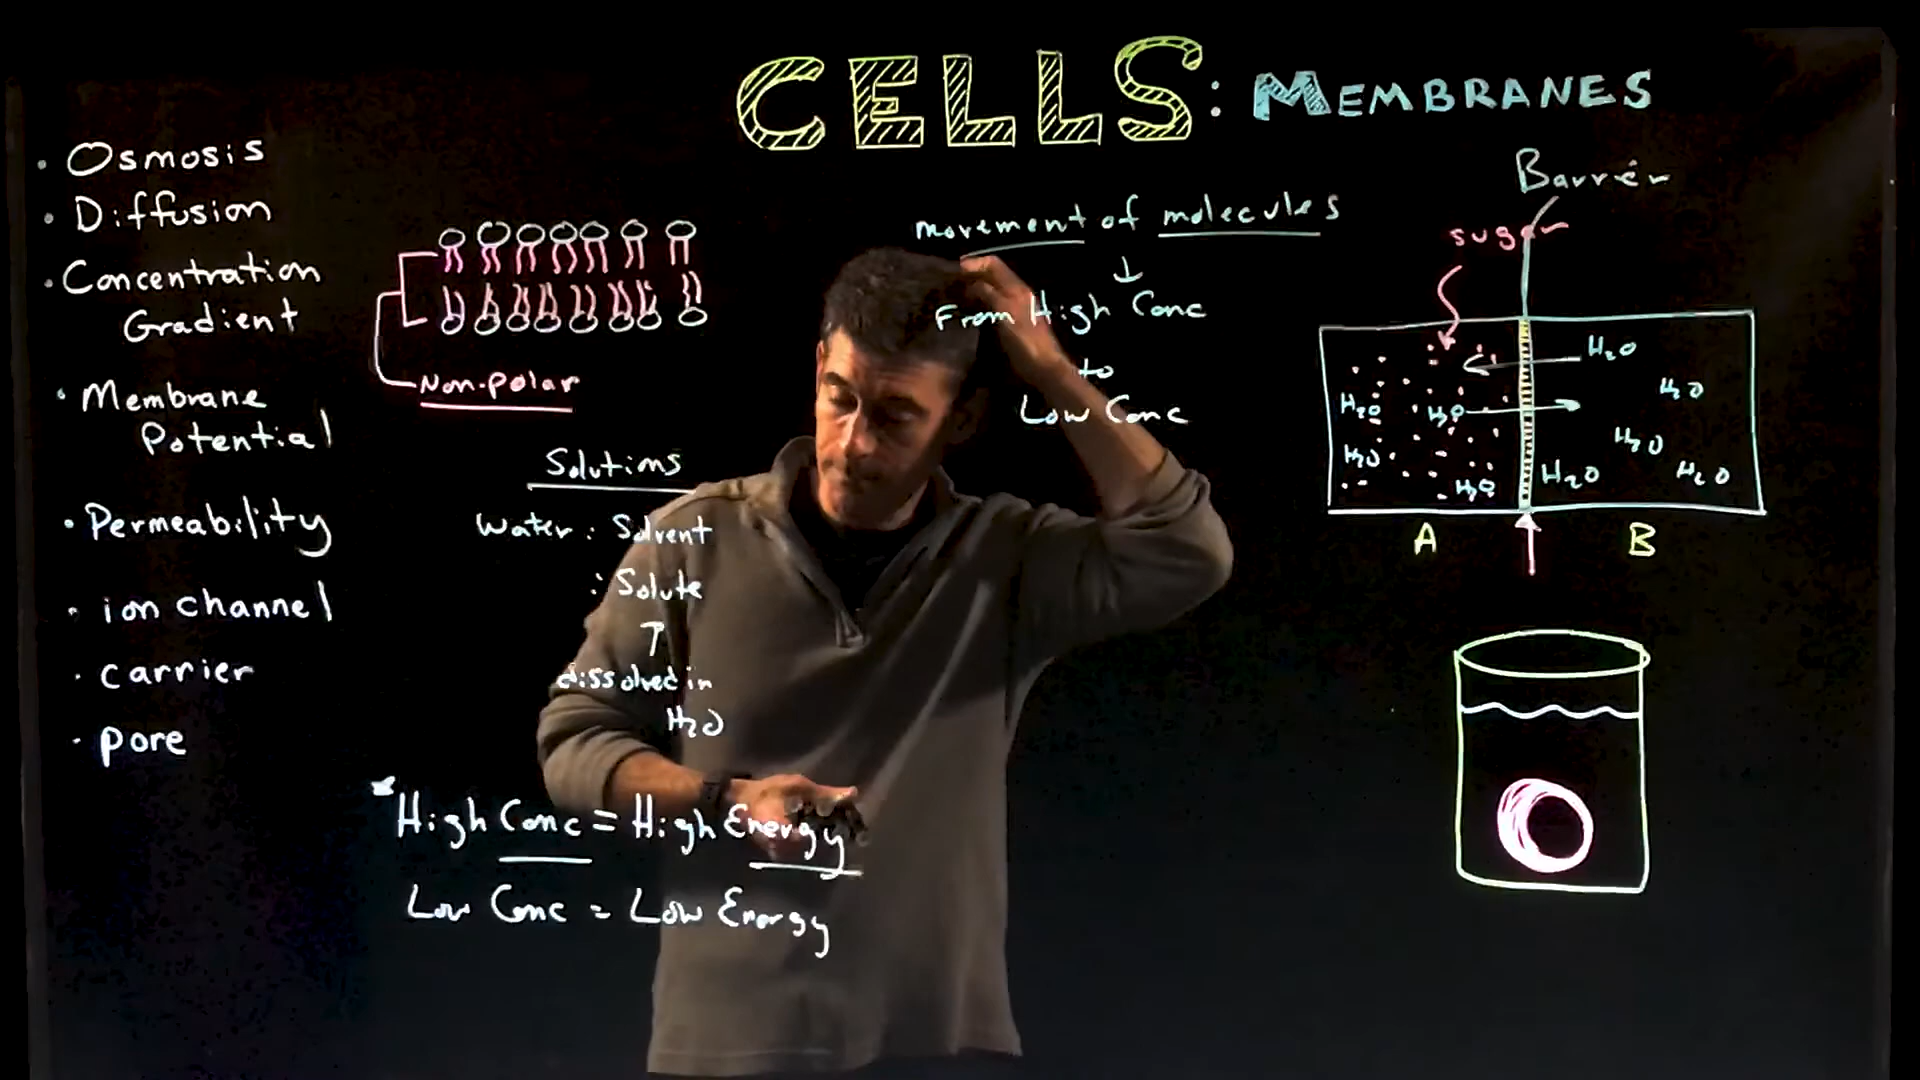 CELLS: MEMBRANES
• Osmosis
• Diffusion
• Concentration
Gradient
• Membrane
Potential
• Permeability
• ion channel
• carrier
• pore
Non-polar
Solutions
Water: Solvent
: Solute
↑
dissolved in
H2O
* High Conc = High Energy
Low Conc = Low Energy
movement of molecules
↓
From High Conc
to
Low Conc
Barrier
sugar
H2O
H2O
H2O H2O
H2O
H2O H2O
H2O H2O
A B